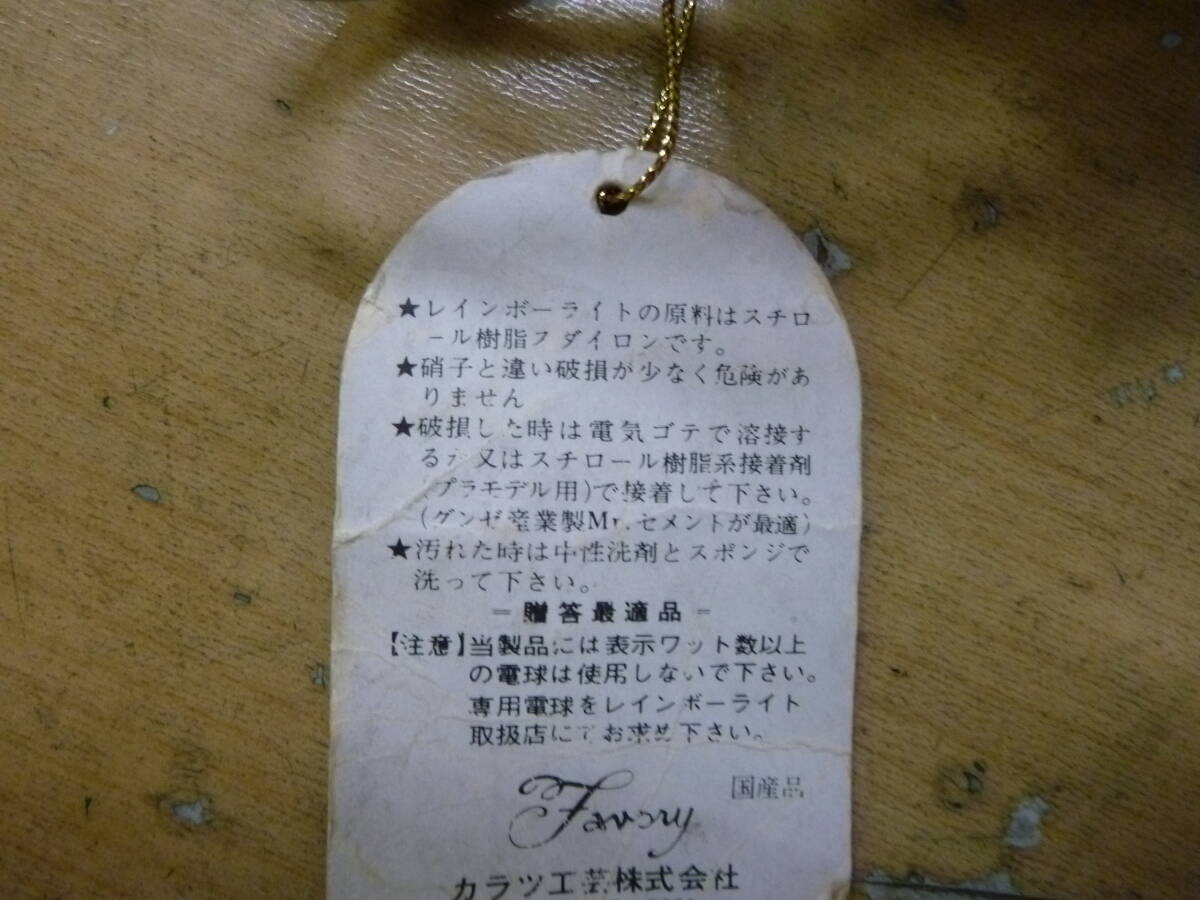 ★レインボーライトの原料はスチロ
ール樹脂スダイロンです。
★硝子と違い破損が少なく危険があ
りません
★破損した時は電気ゴテで溶接す
るか又はスチロール樹脂系接着剤
(プラモデル用)で接着して下さい。
(グンゼ産業製Mr.セメントが最適)
★汚れた時は中性洗剤とスポンジで
洗って下さい。
=贈答最適品=
【注意】当製品には表示ワット数以上
の電球は使用しないで下さい。
専用電球をレインボーライト
取扱店にてお求め下さい。
国産品
Favory
カラツ工芸株式会社